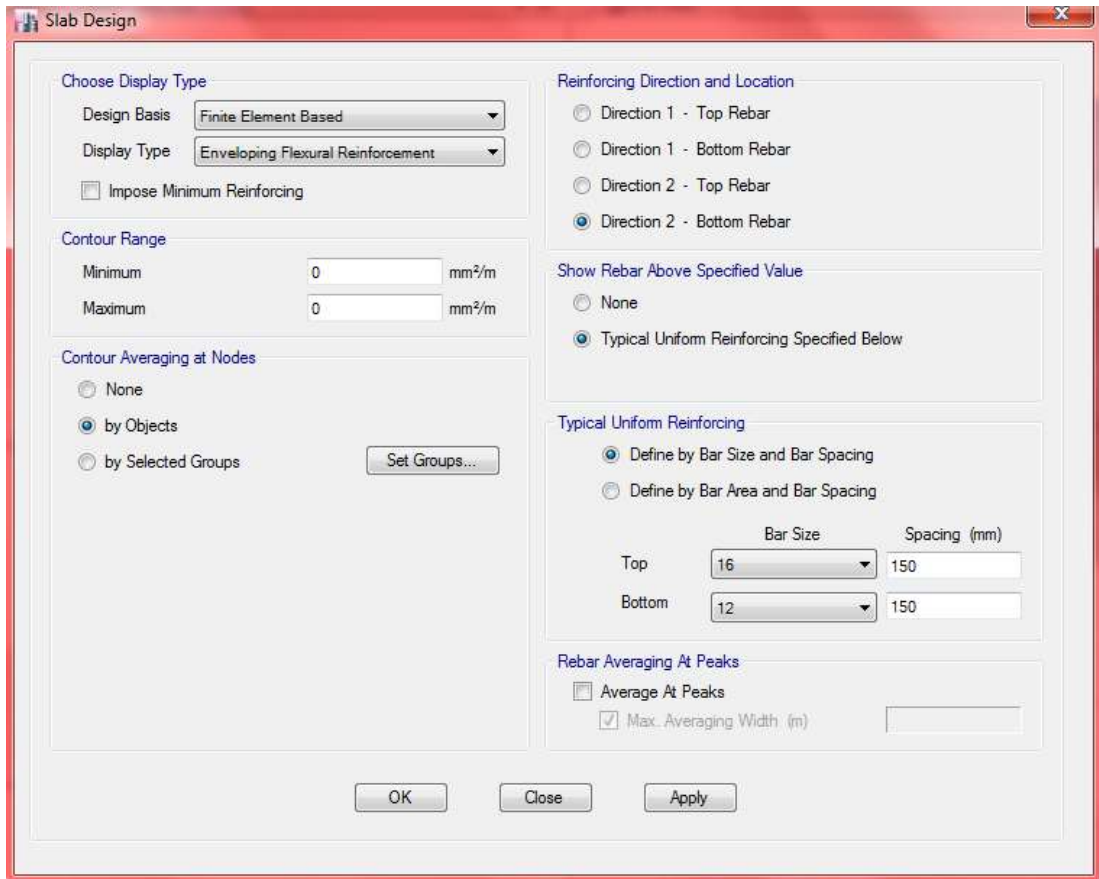 Slab Design
x
Choose Display Type
Design Basis Finite Element Based
Display Type Enveloping Flexural Reinforcement
Impose Minimum Reinforcing
Contour Range
Minimum 0 mm²/m
Maximum 0 mm²/m
Contour Averaging at Nodes
None
by Objects
by Selected Groups Set Groups...
Reinforcing Direction and Location
Direction 1 - Top Rebar
Direction 1 - Bottom Rebar
Direction 2 - Top Rebar
Direction 2 - Bottom Rebar
Show Rebar Above Specified Value
None
Typical Uniform Reinforcing Specified Below
Typical Uniform Reinforcing
Define by Bar Size and Bar Spacing
Define by Bar Area and Bar Spacing
Bar Size Spacing (mm)
Top 16 150
Bottom 12 150
Rebar Averaging At Peaks
Average At Peaks
Max. Averaging Width (m)
OK Close Apply